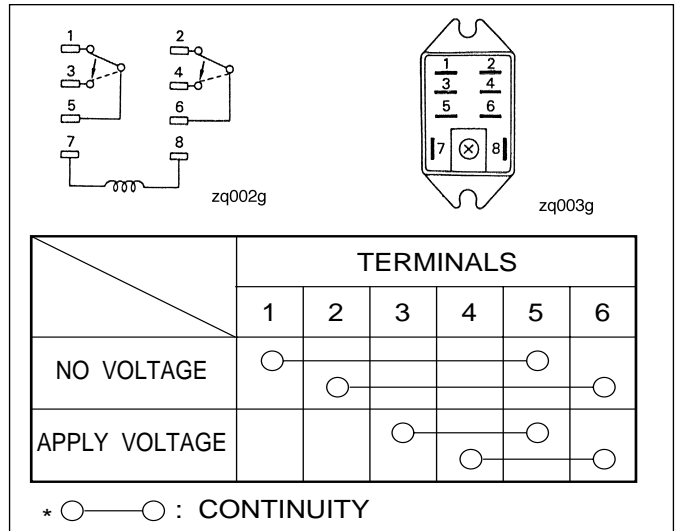 1 2
3 4
5 6
7 8
zq002g
1 2
3 4
5 6
7 8
zq003g
TERMINALS
1 2 3 4 5 6
NO VOLTAGE
APPLY VOLTAGE
* : CONTINUITY